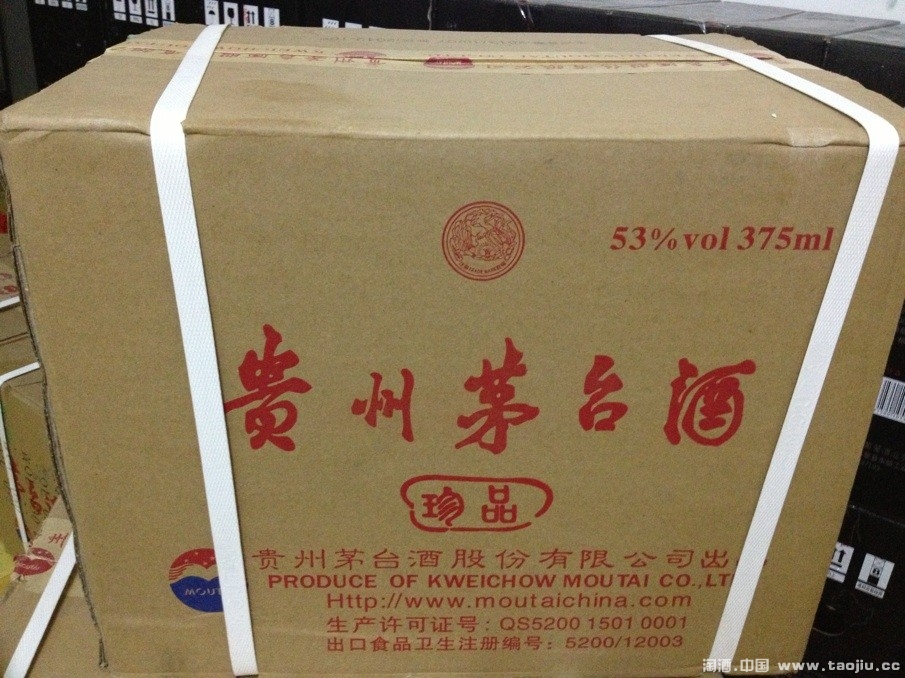 53%vol 375ml
贵州茅台酒
珍品
贵州茅台酒股份有限公司出
PRODUCE OF KWEICHOW MOUTAI CO.,LT
Http://www.moutaichina.com
生产许可证号：QS5200 1501 0001
出口食品卫生注册编号：5200/12003
MOUT
淘酒.中国 www.taojiu.cc